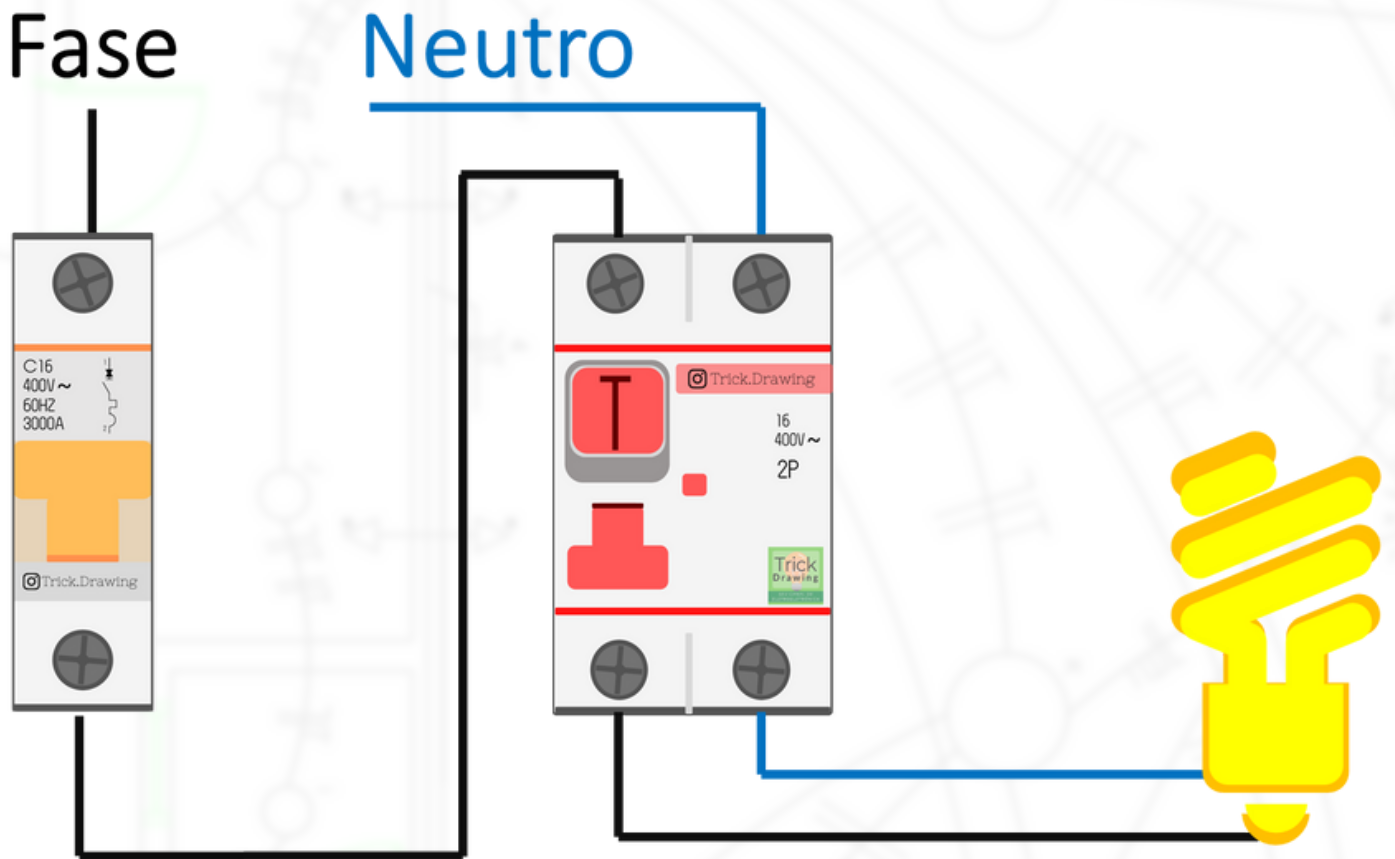 Fase
Neutro
C16
400V~
60HZ
3000A
Trick.Drawing
T
Trick.Drawing
16
400V~
2P
Trick
Drawing